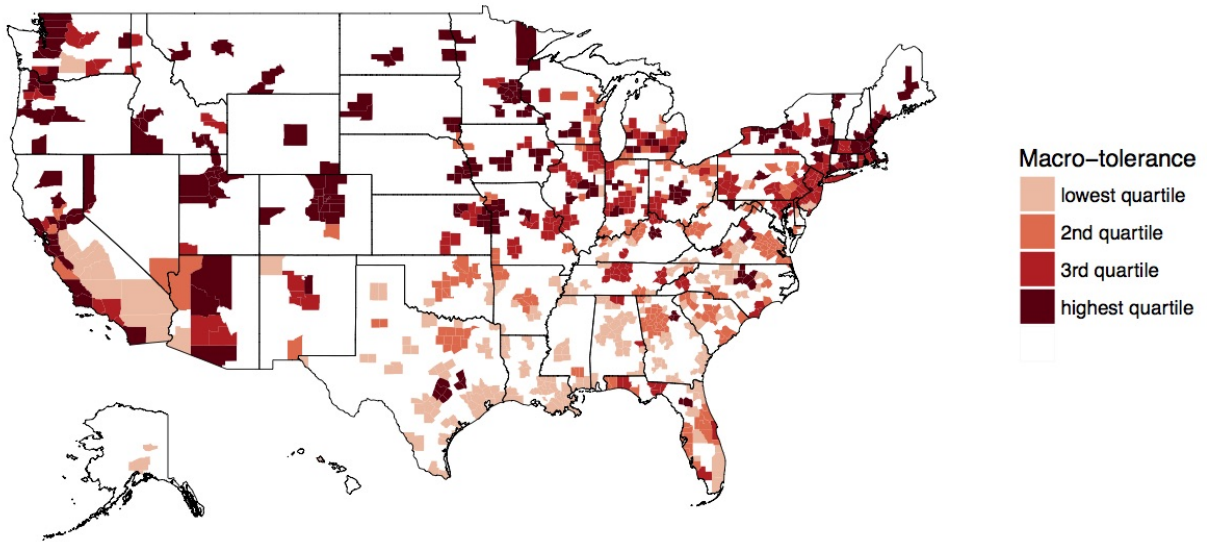 Macro−tolerance
lowest quartile
2nd quartile
3rd quartile
highest quartile